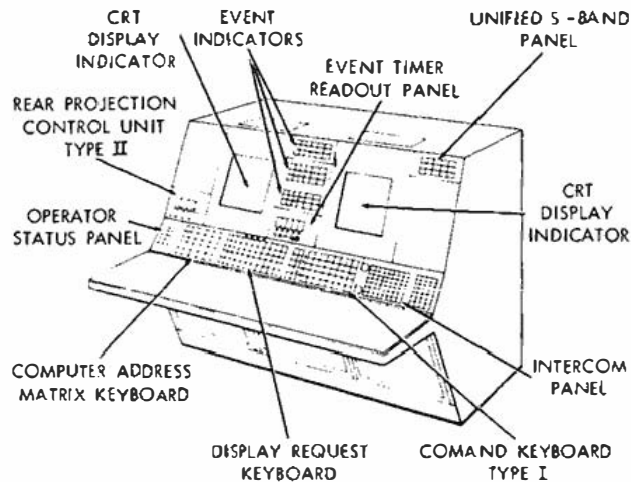 CRT
DISPLAY
INDICATOR
EVENT
INDICATORS
UNIFIED S-BAND
PANEL
EVENT TIMER
READOUT PANEL
REAR PROJECTION
CONTROL UNIT
TYPE II
OPERATOR
STATUS PANEL
CRT
DISPLAY
INDICATOR
COMPUTER ADDRESS
MATRIX KEYBOARD
INTERCOM
PANEL
DISPLAY REQUEST
KEYBOARD
COMAND KEYBOARD
TYPE I